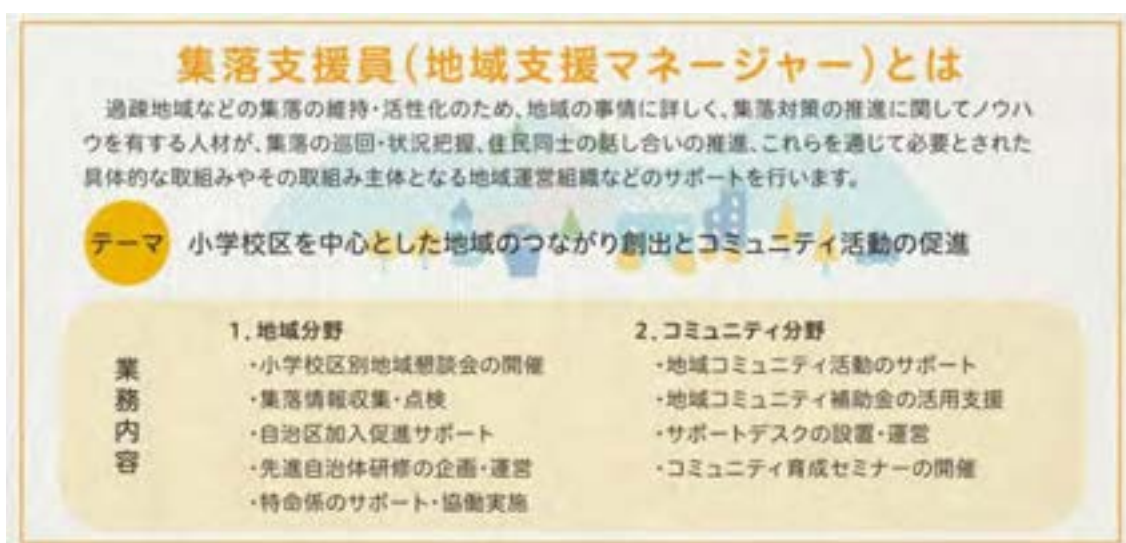 集落支援員(地域支援マネージャー)とは
過疎地域などの集落の維持・活性化のため、地域の事情に詳しく、集落対策の推進に関してノウハ
ウを有する人材が、集落の巡回・状況把握、住民同士の話し合いの推進、これらを通じて必要とされた
具体的な取組みやその取組み主体となる地域運営組織などのサポートを行います。
テーマ 小学校区を中心とした地域のつながり創出とコミュニティ活動の促進
業務内容
1.地域分野
・小学校区別地域懇談会の開催
・集落情報収集・点検
・自治区加入促進サポート
・先進自治体研修の企画・運営
・特命係のサポート・協働実施
2.コミュニティ分野
・地域コミュニティ活動のサポート
・地域コミュニティ補助金の活用支援
・サポートデスクの設置・運営
・コミュニティ育成セミナーの開催